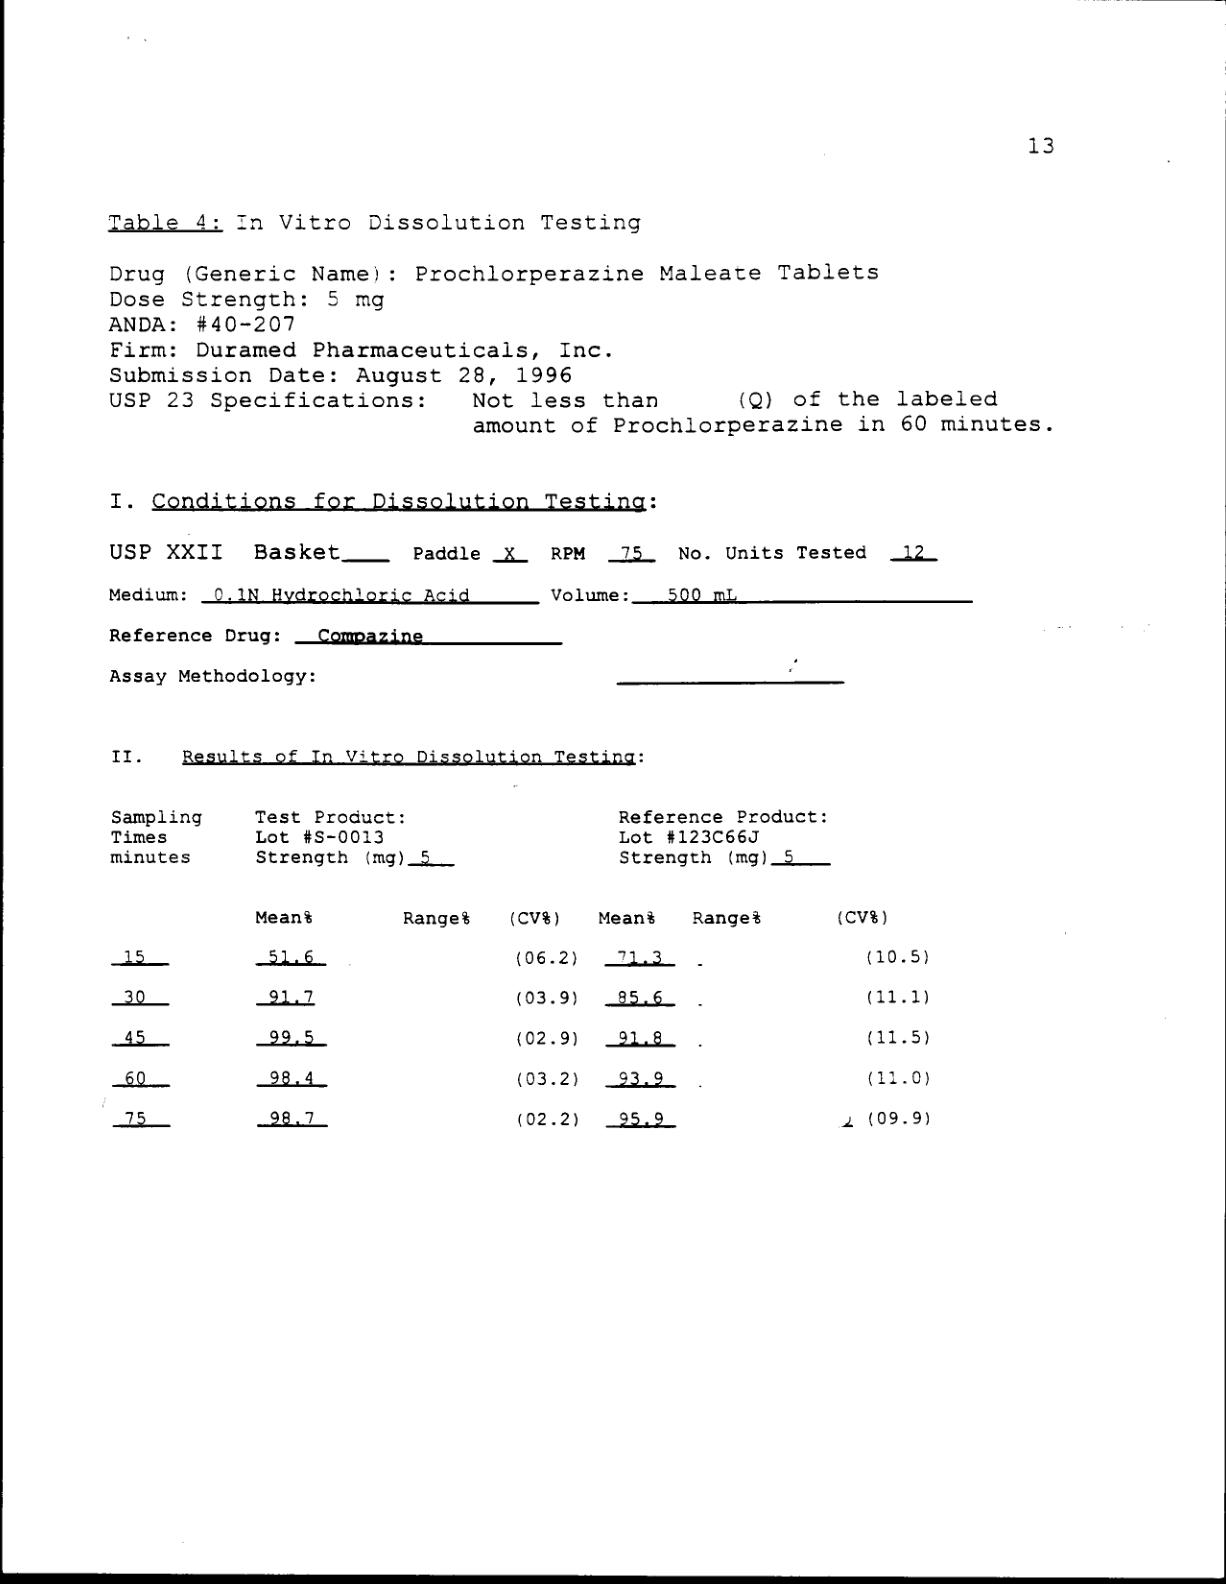 13
Table 4: In Vitro Dissolution Testing
Drug (Generic Name): Prochlorperazine Maleate Tablets
Dose Strength: 5 mg
ANDA: #40-207
Firm: Duramed Pharmaceuticals, Inc.
Submission Date: August 28, 1996
USP 23 Specifications: Not less than (Q) of the labeled
amount of Prochlorperazine in 60 minutes.
I. Conditions for Dissolution Testing:
USP XXII Basket___ Paddle X RPM 75 No. Units Tested 12
Medium: 0.1N Hydrochloric Acid Volume: 500 mL
Reference Drug: Compazine
Assay Methodology:
II. Results of In Vitro Dissolution Testing:
Sampling Test Product: Reference Product:
Times Lot #S-0013 Lot #123C66J
minutes Strength (mg) 5 Strength (mg) 5
Mean% Range% (CV%) Mean% Range% (CV%)
15 51.6 (06.2) 71.3 (10.5)
30 91.7 (03.9) 85.6 (11.1)
45 99.5 (02.9) 91.8 (11.5)
60 98.4 (03.2) 93.9 (11.0)
75 98.7 (02.2) 95.9 (09.9)